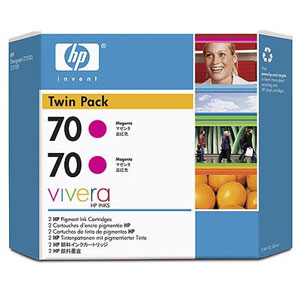 hp
invent
Twin Pack
70 Magenta
マゼンタ
品紅色
70 Magenta
マゼンタ
品紅色
vivera
HP INKS
2 HP Pigment Ink Cartridges
2 Cartouches d'encre pigmentée HP
2 Cartuchos de tinta de pigmento HP
2 HP Tintenpatronen mit pigmentierter Tinte
2 HP 顔料インクカートリッジ
2 HP 顏料墨盒